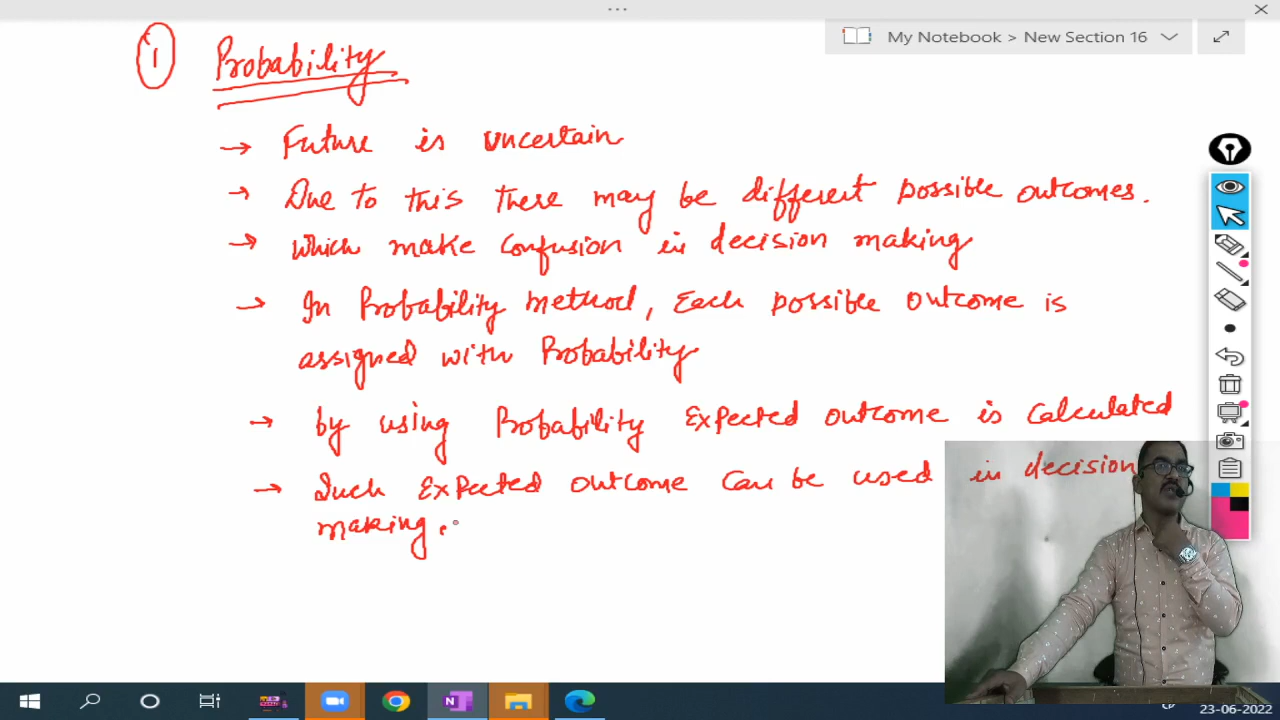 My Notebook > New Section 16
1 Probability
→ Future is uncertain
→ Due to this there may be different possible outcomes.
→ which make confusion in decision making
→ In Probability method, Each possible outcome is
assigned with Probability
→ by using Probability Expected outcome is calculated
→ Such Expected outcome can be used in decision
making.
23-06-2022